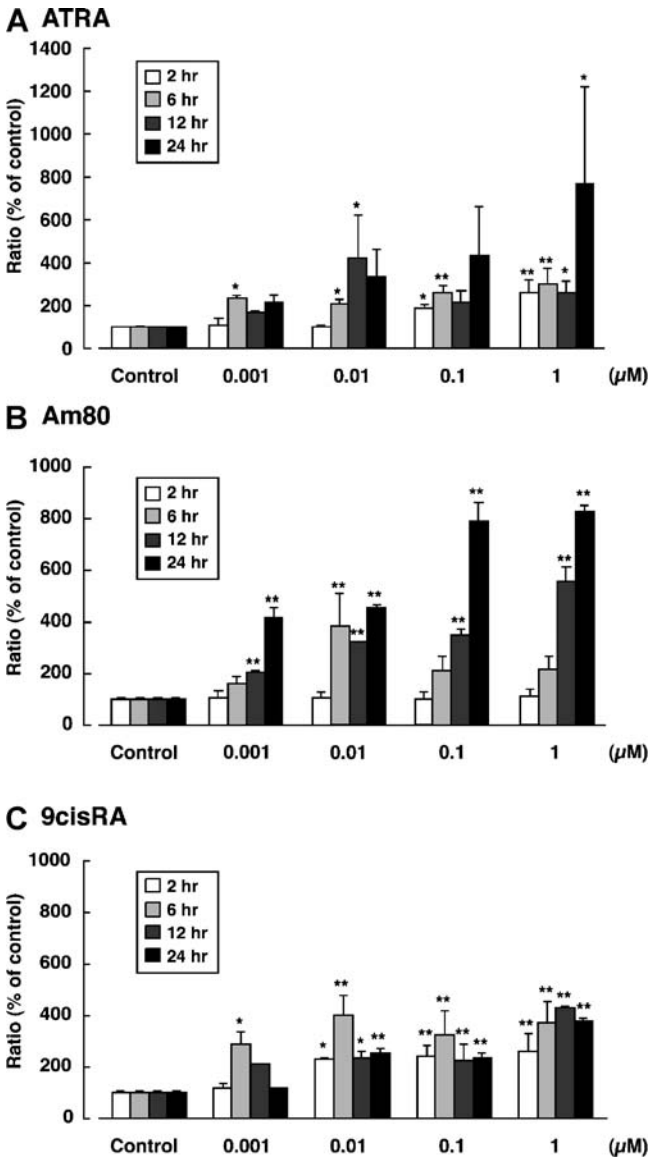 A ATRA
1400
1200
1000
800
600
400
200
0
Ratio (% of control)
2 hr
6 hr
12 hr
24 hr
* * * * ** ** ** * *
Control 0.001 0.01 0.1 1 (μM)
B Am80
1000
800
600
400
200
0
Ratio (% of control)
2 hr
6 hr
12 hr
24 hr
** ** ** ** ** ** ** ** **
Control 0.001 0.01 0.1 1 (μM)
C 9cisRA
1000
800
600
400
200
0
Ratio (% of control)
2 hr
6 hr
12 hr
24 hr
* * ** * ** ** ** ** ** ** ** ** **
Control 0.001 0.01 0.1 1 (μM)